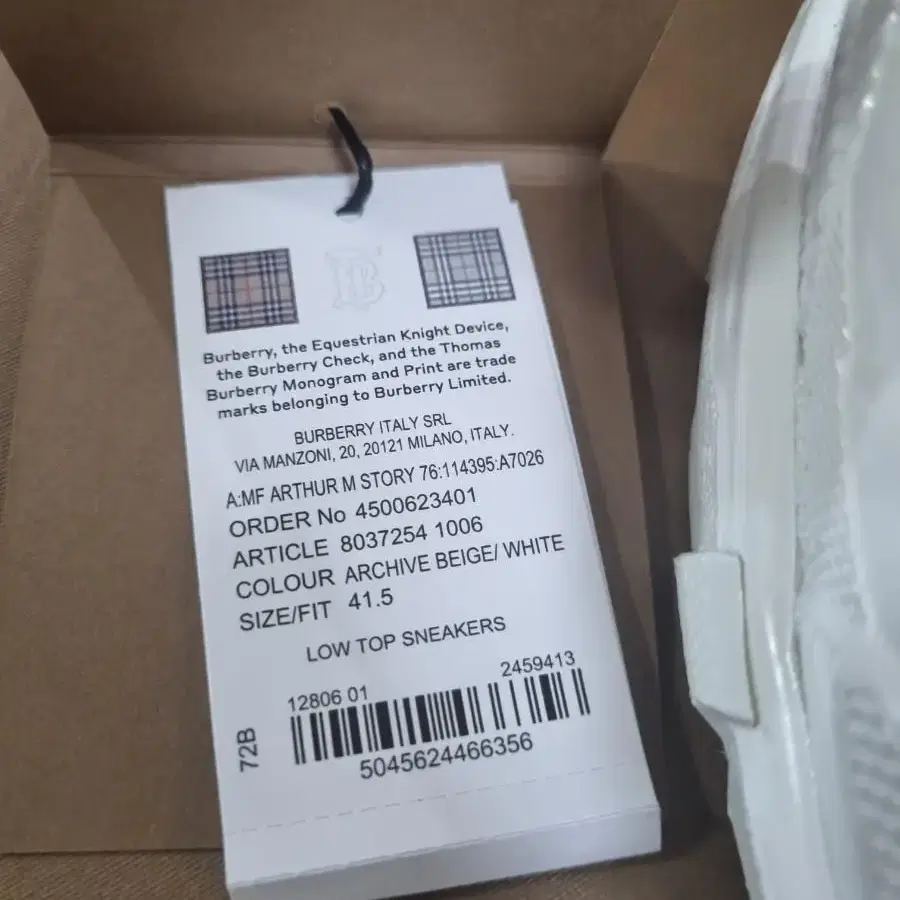 TB
Burberry, the Equestrian Knight Device,
the Burberry Check, and the Thomas
Burberry Monogram and Print are trade
marks belonging to Burberry Limited.
BURBERRY ITALY SRL
VIA MANZONI, 20, 20121 MILANO, ITALY.
A:MF ARTHUR M STORY 76:114395:A7026
ORDER No 4500623401
ARTICLE 8037254 1006
COLOUR ARCHIVE BEIGE/ WHITE
SIZE/FIT 41.5
LOW TOP SNEAKERS
12806 01 2459413
72B
5045624466356